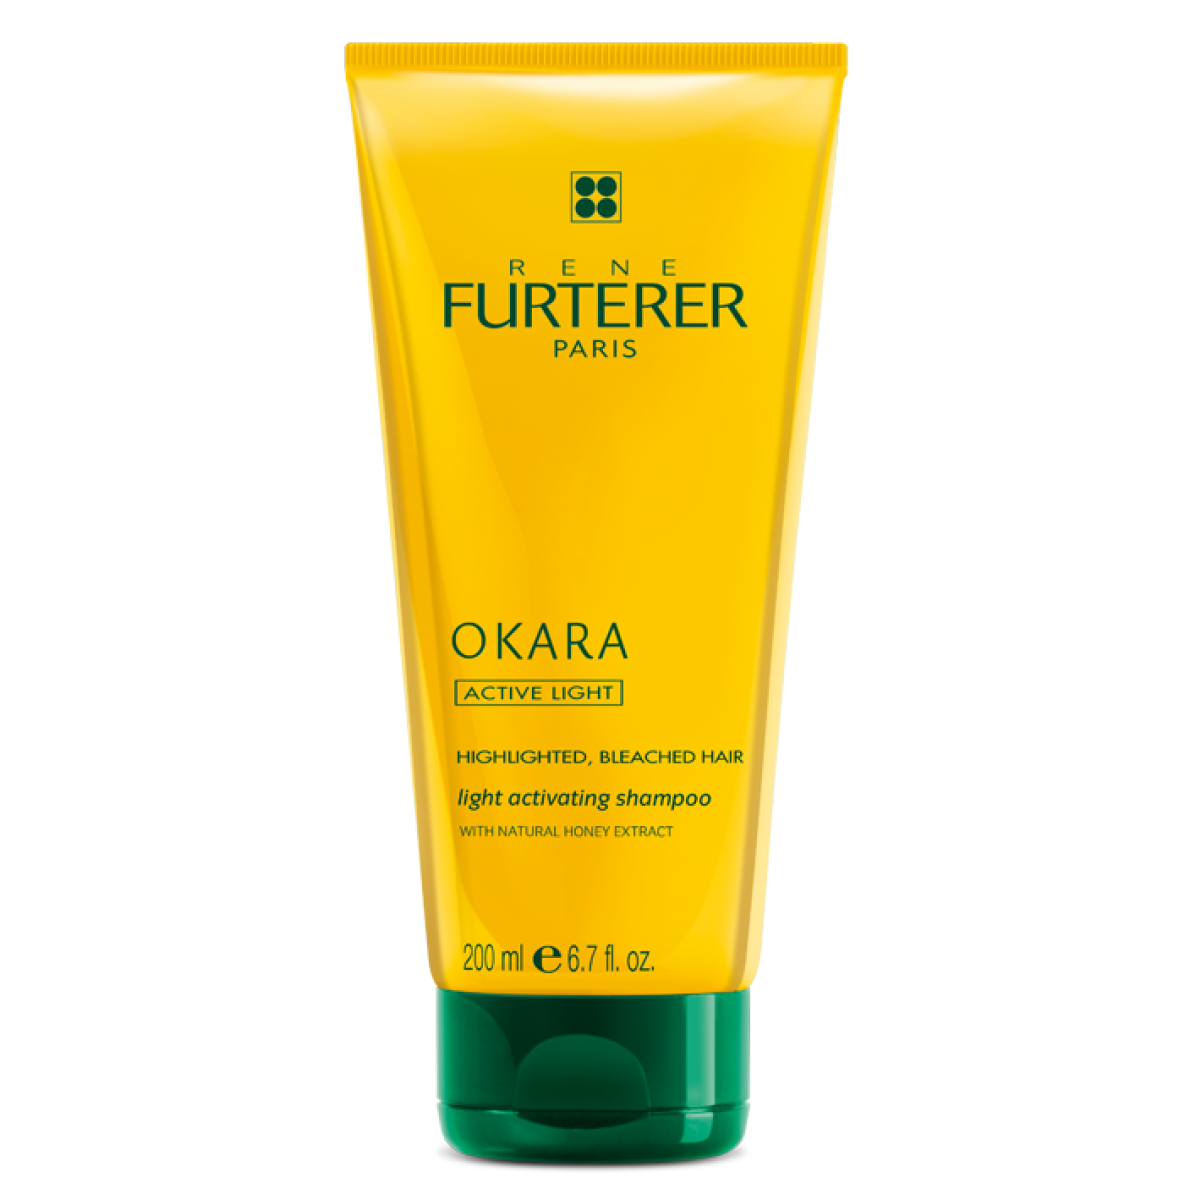 RENE
FURTERER
PARIS
OKARA
ACTIVE LIGHT
HIGHLIGHTED, BLEACHED HAIR
light activating shampoo
WITH NATURAL HONEY EXTRACT
200 ml e 6.7 fl. oz.